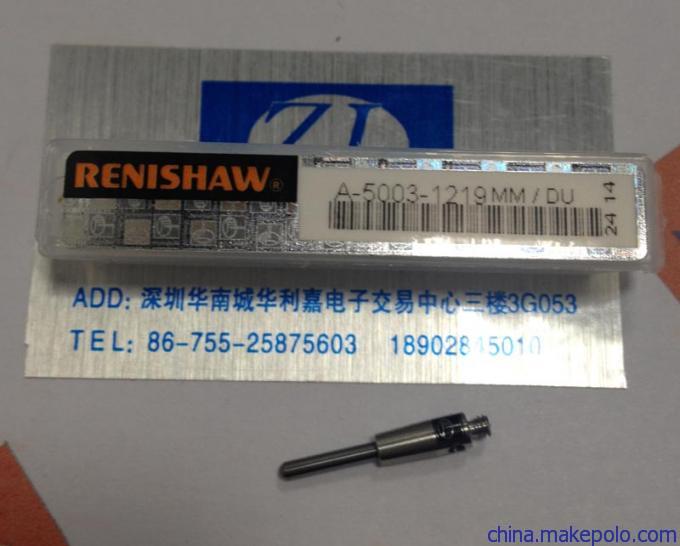 RENISHAW®
A-5003-1219 MM / DU
24 14
ADD: 深圳华南城华利嘉电子交易中心三楼3G053
TEL: 86-755-25875603 18902845010
china.makepolo.com